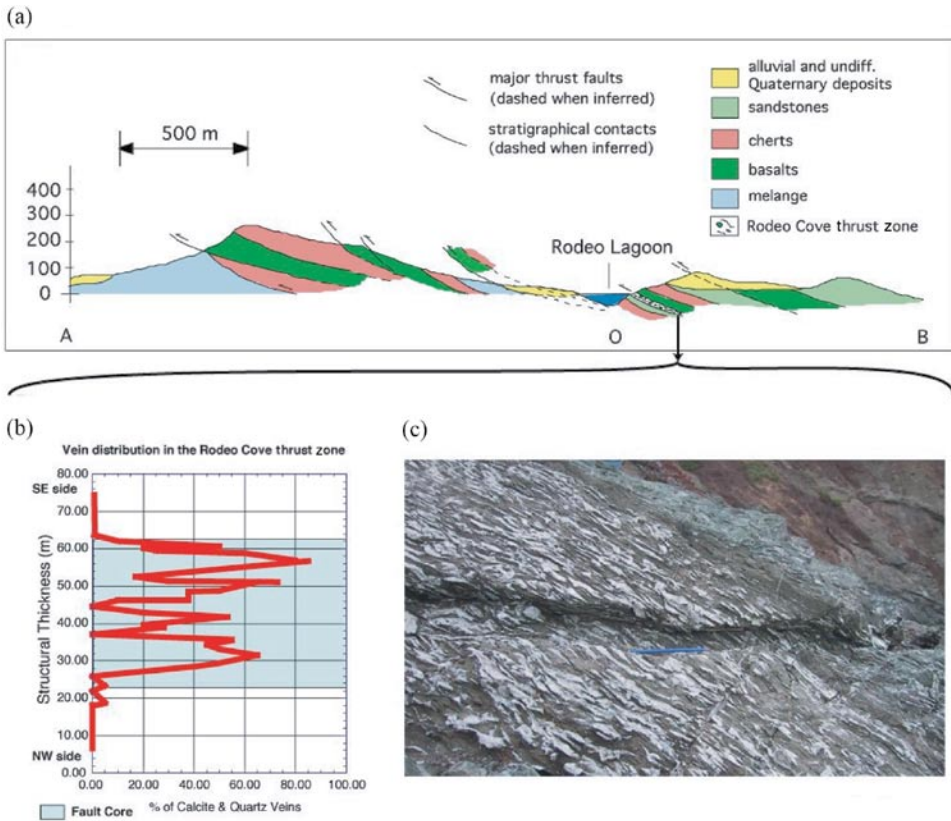 (a)
major thrust faults
(dashed when inferred)
stratigraphical contacts
(dashed when inferred)
alluvial and undiff.
Quaternary deposits
sandstones
cherts
basalts
melange
Rodeo Cove thrust zone
500 m
400
300
200
100
0
Rodeo Lagoon
A
O
B
(b)
Vein distribution in the Rodeo Cove thrust zone
80.00
SE side
70.00
60.00
50.00
40.00
30.00
20.00
10.00
NW side
0.00
Structural Thickness (m)
0.00 20.00 40.00 60.00 80.00 100.00
Fault Core
% of Calcite & Quartz Veins
(c)